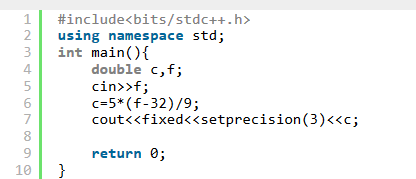 1 #include<bits/stdc++.h>
2 using namespace std;
3 int main(){
4     double c,f;
5     cin>>f;
6     c=5*(f-32)/9;
7     cout<<fixed<<setprecision(3)<<c;
8
9     return 0;
10 }